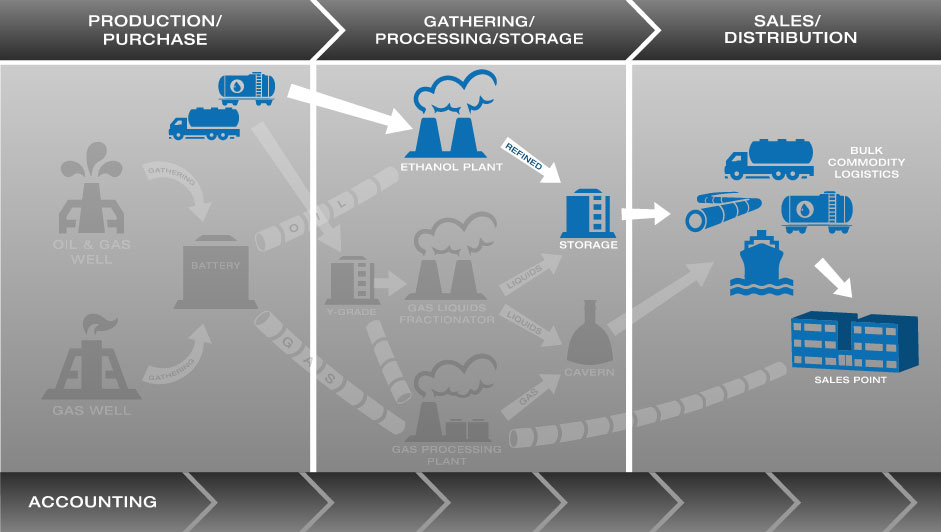 PRODUCTION/
PURCHASE
GATHERING/
PROCESSING/STORAGE
SALES/
DISTRIBUTION
ETHANOL PLANT
REFINED
STORAGE
BULK
COMMODITY
LOGISTICS
SALES POINT
GATHERING
OIL & GAS
WELL
BATTERY
OIL
GAS
GATHERING
GAS WELL
Y-GRADE
GAS LIQUIDS
FRACTIONATOR
LIQUIDS
LIQUIDS
CAVERN
GAS
GAS PROCESSING
PLANT
ACCOUNTING